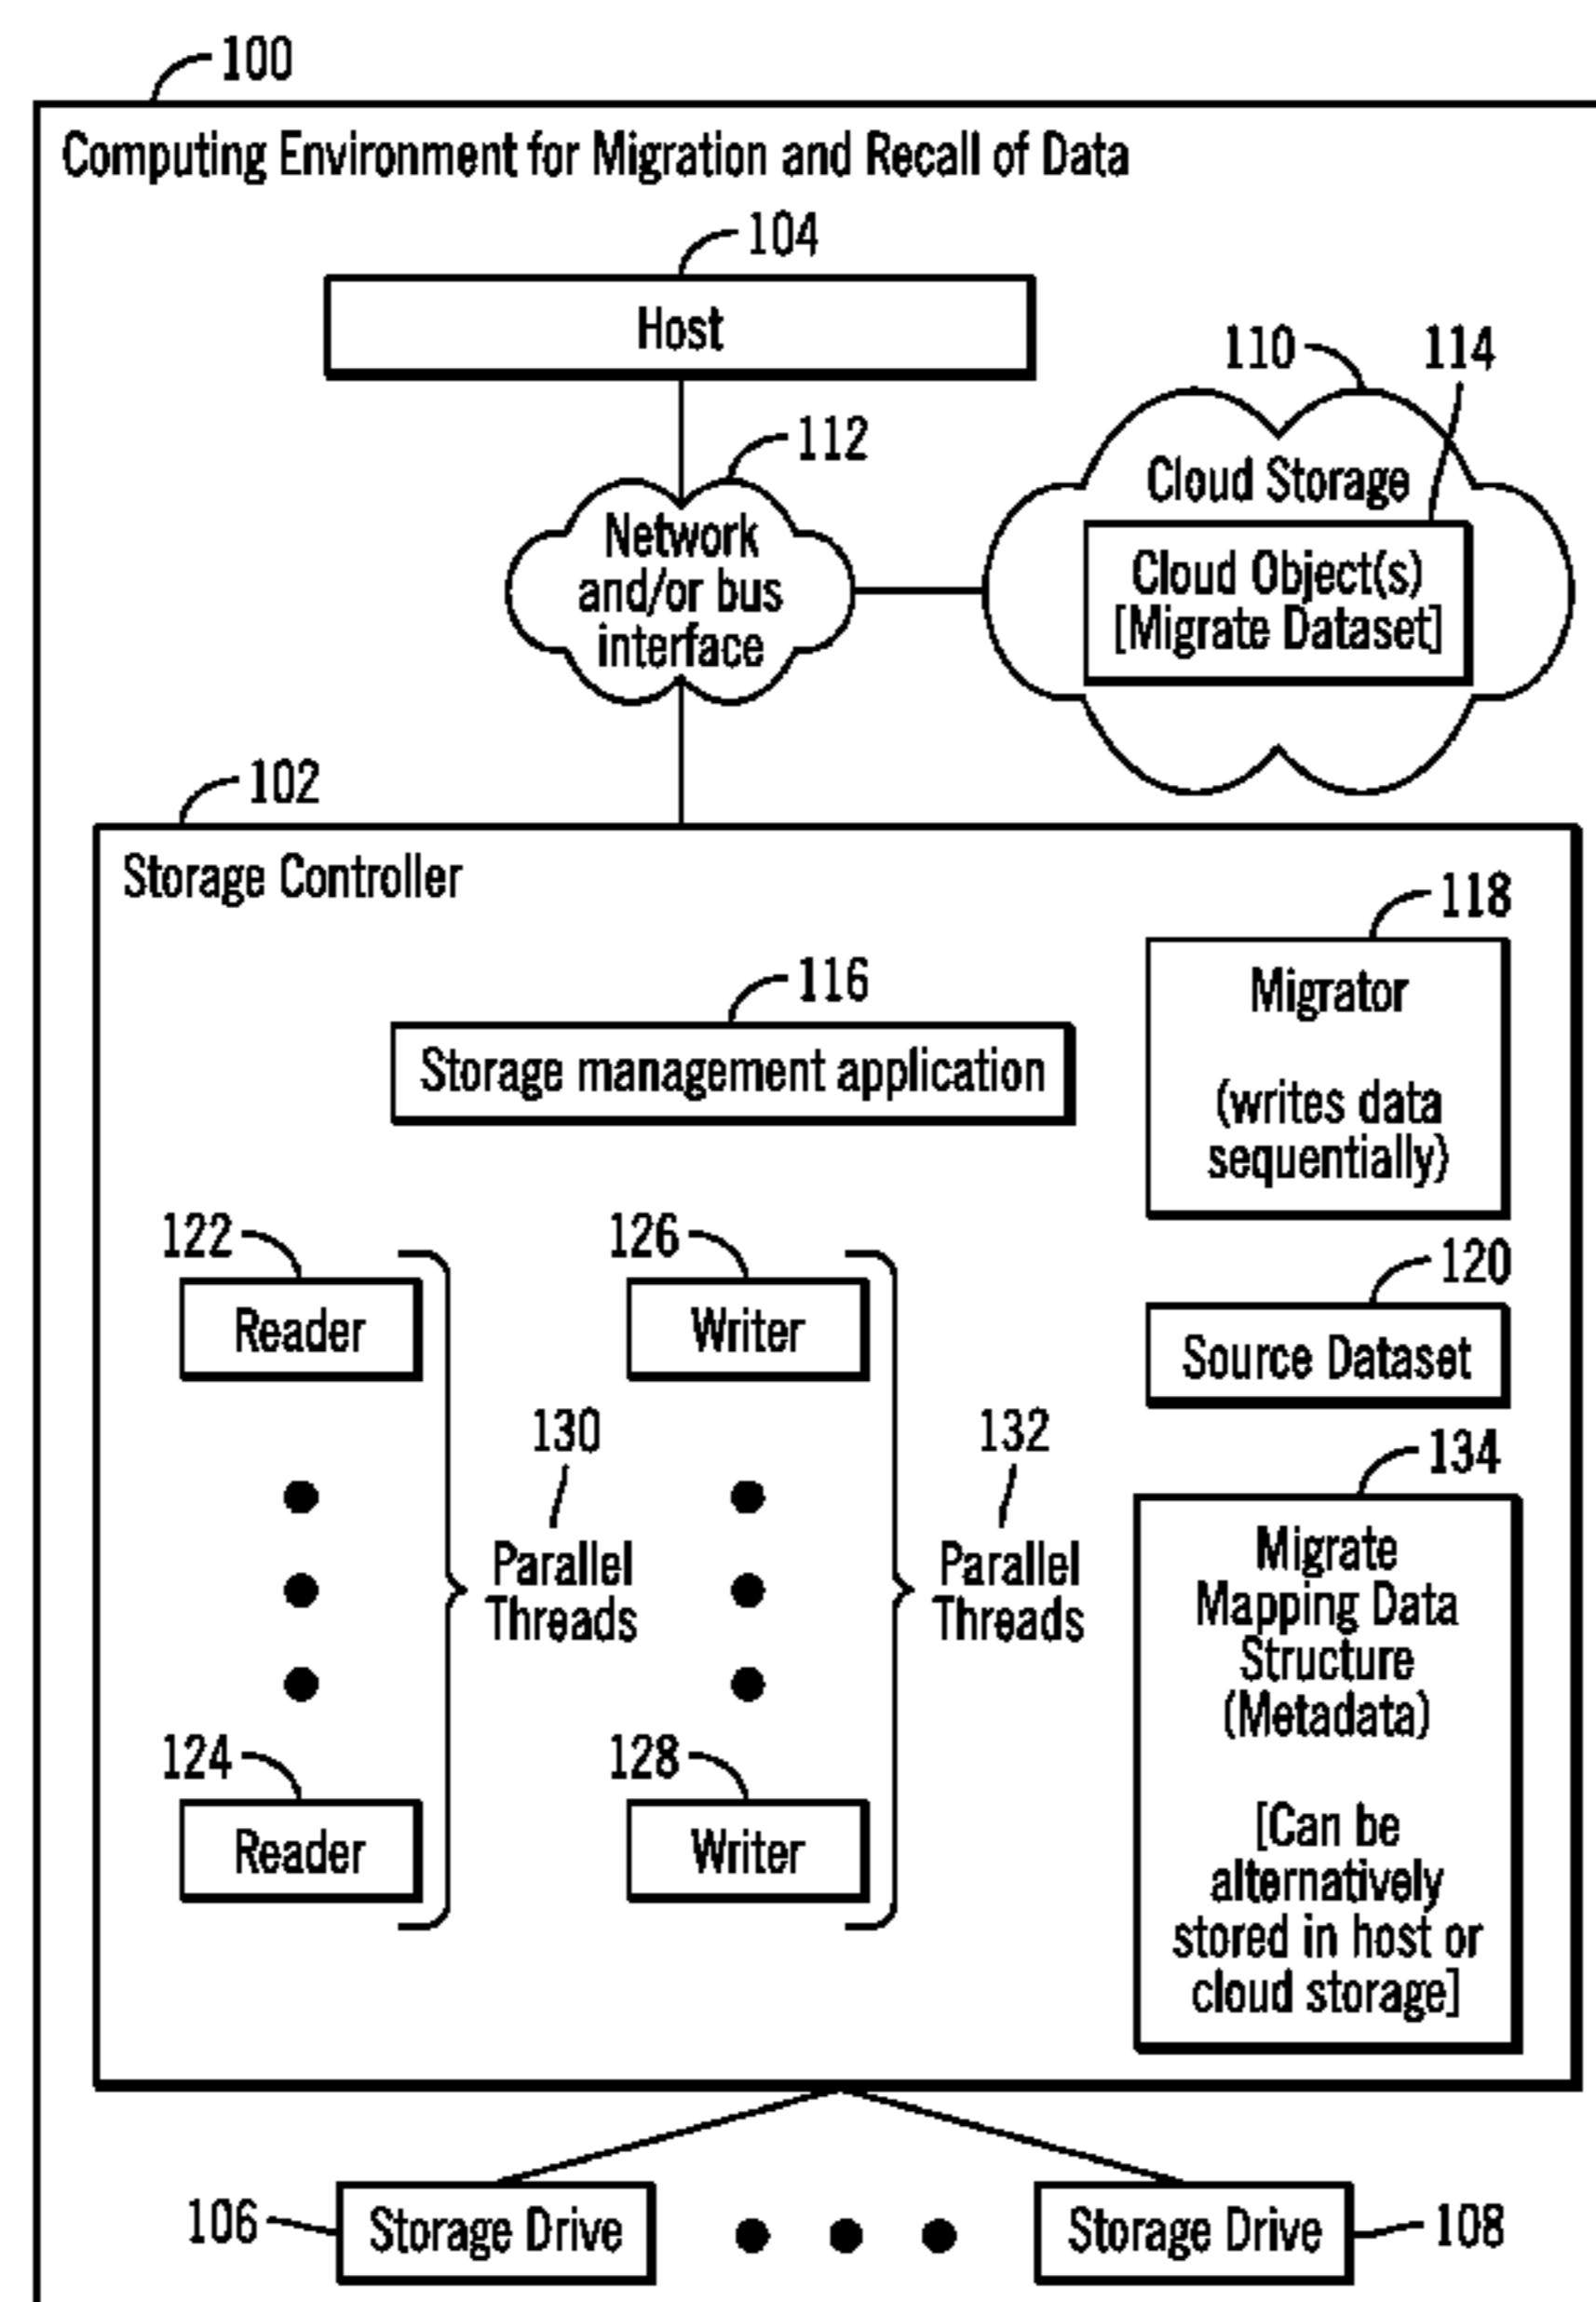 100
Computing Environment for Migration and Recall of Data
104
Host
110
114
112
Cloud Storage
Network
and/or bus
interface
Cloud Object(s)
[Migrate Dataset]
102
Storage Controller
118
Migrator
(writes data
sequentially)
116
Storage management application
122
Reader
126
Writer
120
Source Dataset
130
Parallel
Threads
132
Parallel
Threads
134
Migrate
Mapping Data
Structure
(Metadata)
[Can be
alternatively
stored in host or
cloud storage]
124
Reader
128
Writer
106
Storage Drive
Storage Drive
108